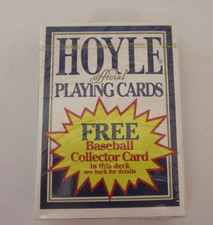 HOYLE
official
PLAYING CARDS
FREE
Baseball
Collector Card
in this deck
see back for details